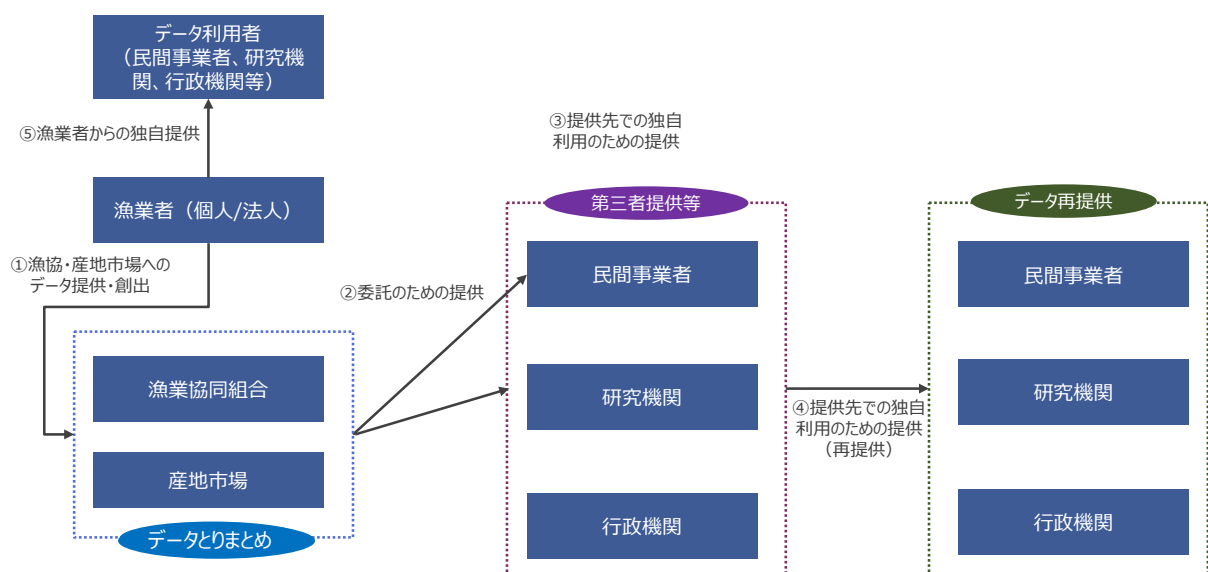 データ利用者
（民間事業者、研究機
関、行政機関等）
⑤漁業者からの独自提供
漁業者（個人/法人）
①漁協・産地市場への
データ提供・創出
漁業協同組合
産地市場
データとりまとめ
②委託のための提供
③提供先での独自
利用のための提供
第三者提供等
民間事業者
研究機関
行政機関
④提供先での独自
利用のための提供
（再提供）
データ再提供
民間事業者
研究機関
行政機関